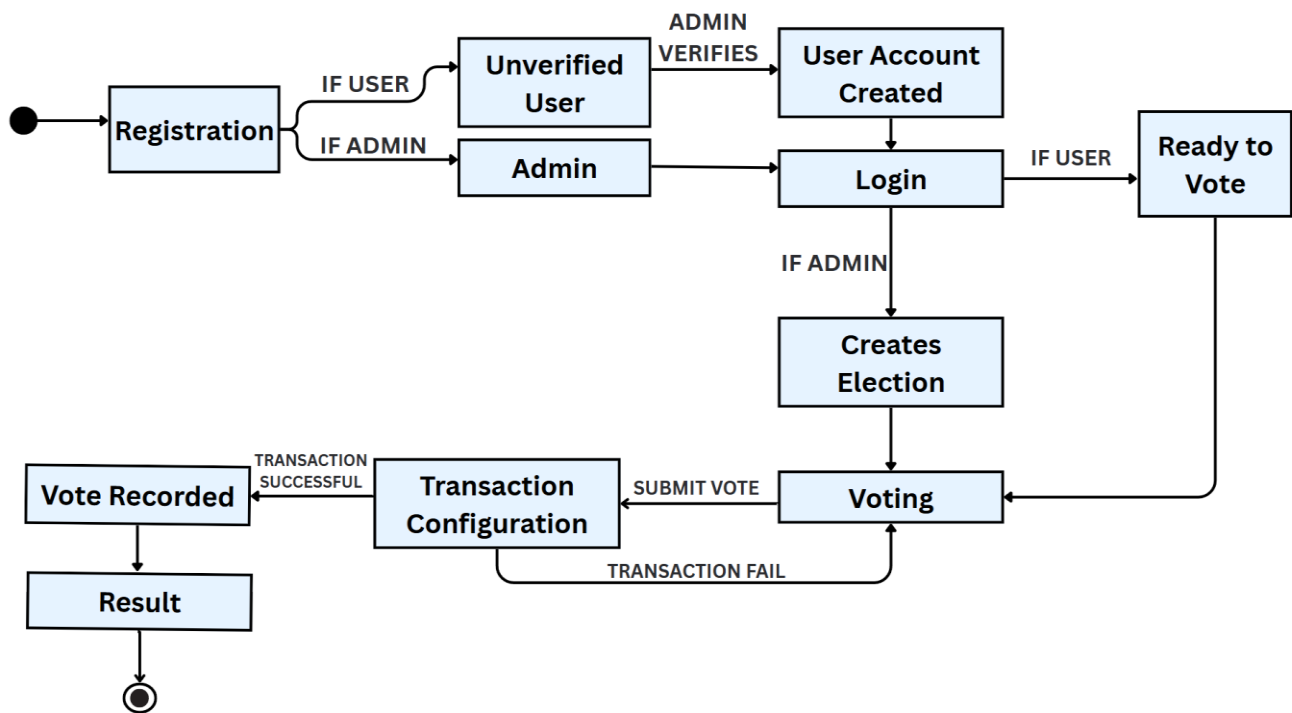 ADMIN
VERIFIES
Unverified
User
User Account
Created
IF USER
Registration
IF ADMIN
Admin
Login
IF USER
Ready to
Vote
IF ADMIN
Creates
Election
Vote Recorded
TRANSACTION
SUCCESSFUL
Transaction
Configuration
SUBMIT VOTE
Voting
TRANSACTION FAIL
Result